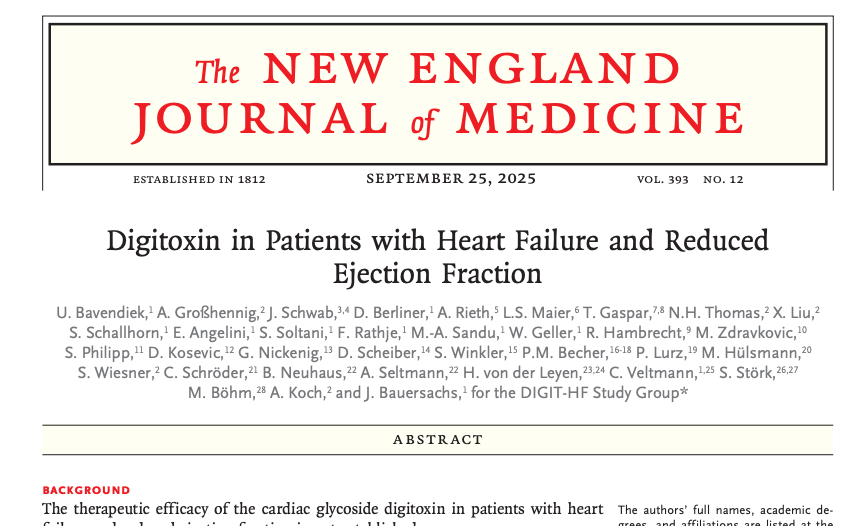 The NEW ENGLAND
JOURNAL of MEDICINE
ESTABLISHED IN 1812 SEPTEMBER 25, 2025 VOL. 393 NO. 12
Digitoxin in Patients with Heart Failure and Reduced
Ejection Fraction
U. Bavendiek,1 A. Großhennig,2 J. Schwab,3,4 D. Berliner,1 A. Rieth,5 L.S. Maier,6 T. Gaspar,7,8 N.H. Thomas,2 X. Liu,2
S. Schallhorn,1 E. Angelini,1 S. Soltani,1 F. Rathje,1 M.-A. Sandu,1 W. Geller,1 R. Hambrecht,9 M. Zdravkovic,10
S. Philipp,11 D. Kosevic,12 G. Nickenig,13 D. Scheiber,14 S. Winkler,15 P.M. Becher,16-18 P. Lurz,19 M. Hülsmann,20
S. Wiesner,2 C. Schröder,21 B. Neuhaus,22 A. Seltmann,22 H. von der Leyen,23,24 C. Veltmann,1,25 S. Störk,26,27
M. Böhm,28 A. Koch,2 and J. Bauersachs,1 for the DIGIT-HF Study Group*
ABSTRACT
BACKGROUND
The therapeutic efficacy of the cardiac glycoside digitoxin in patients with heart
The authors' full names, academic de-